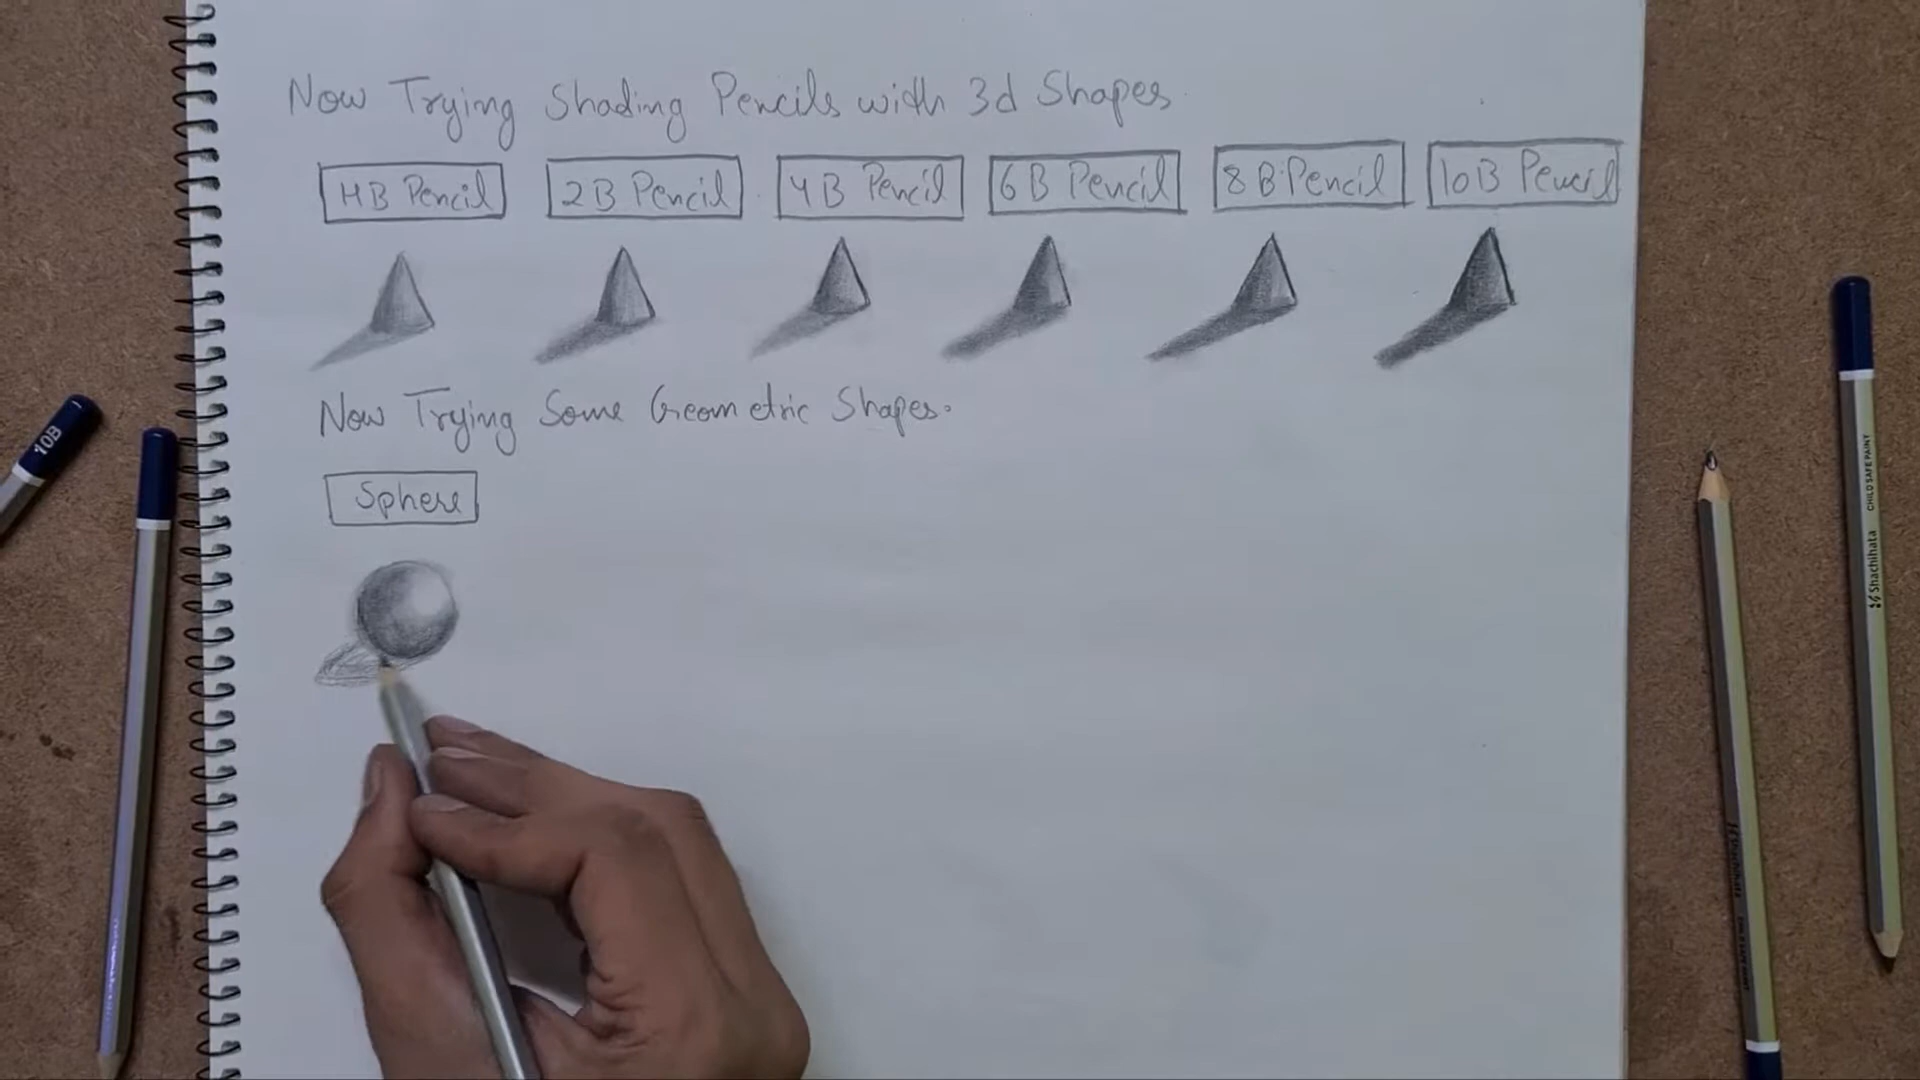 Now Trying Shading Pencils with 3d Shapes
HB Pencil 2B Pencil 4B Pencil 6B Pencil 8B Pencil 10B Pencil
Now Trying Some Geometric Shapes.
Sphere
10B
Shachihata CHILD SAFE PAINT